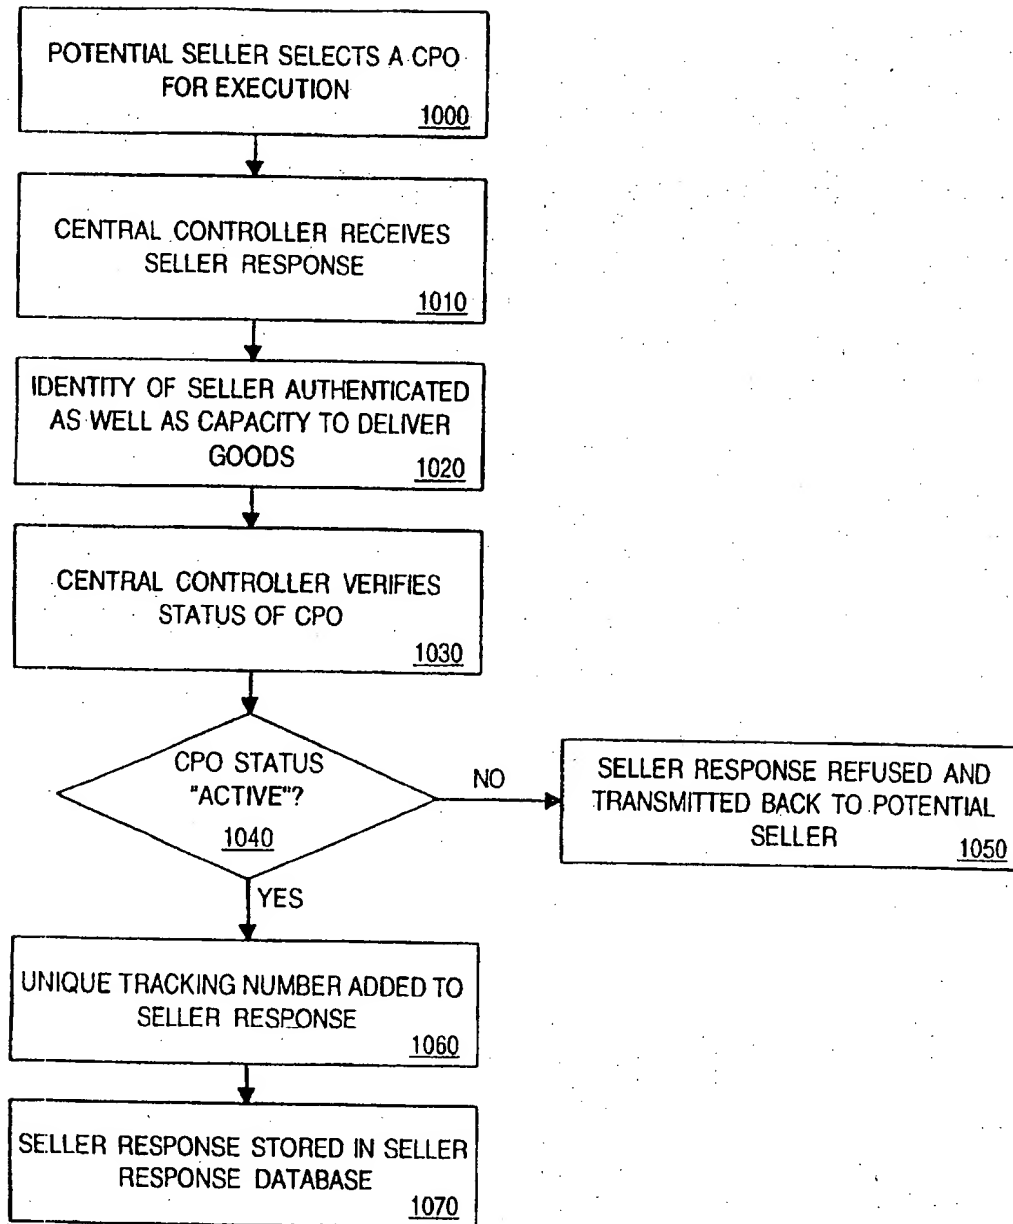 POTENTIAL SELLER SELECTS A CPO
FOR EXECUTION
1000
CENTRAL CONTROLLER RECEIVES
SELLER RESPONSE
1010
IDENTITY OF SELLER AUTHENTICATED
AS WELL AS CAPACITY TO DELIVER
GOODS
1020
CENTRAL CONTROLLER VERIFIES
STATUS OF CPO
1030
CPO STATUS
"ACTIVE"?
1040
NO
SELLER RESPONSE REFUSED AND
TRANSMITTED BACK TO POTENTIAL
SELLER
1050
YES
UNIQUE TRACKING NUMBER ADDED TO
SELLER RESPONSE
1060
SELLER RESPONSE STORED IN SELLER
RESPONSE DATABASE
1070